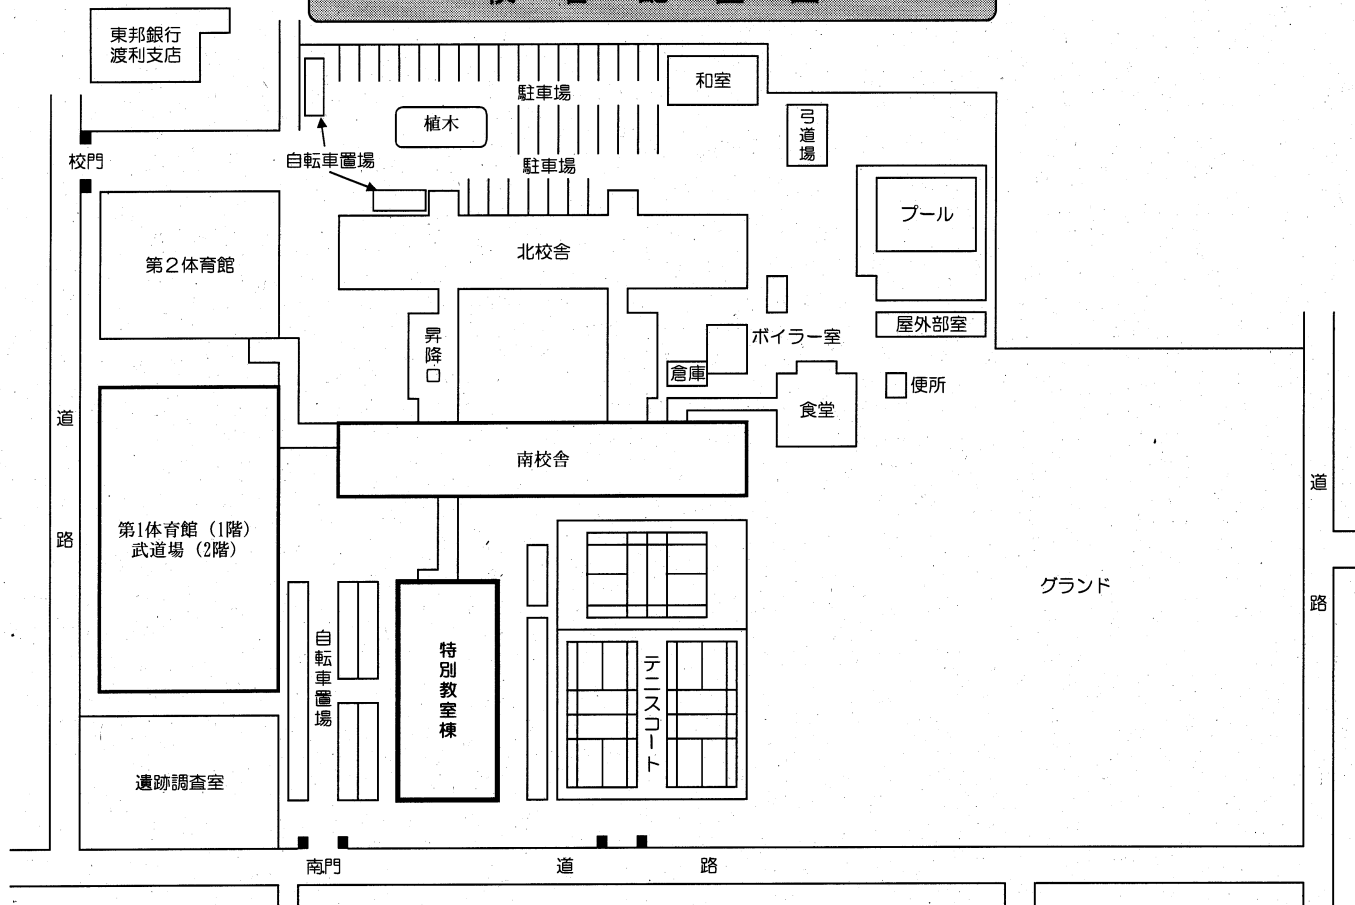 東邦銀行
渡利支店
和室
駐車場
植木
弓道場
校門
自転車置場
駐車場
プール
北校舎
第2体育館
屋外部室
ボイラー室
昇降口
倉庫
便所
食堂
道路
南校舎
道路
第1体育館(1階)
武道場(2階)
グランド
自転車置場
特別教室棟
テニスコート
遺跡調査室
南門
道路